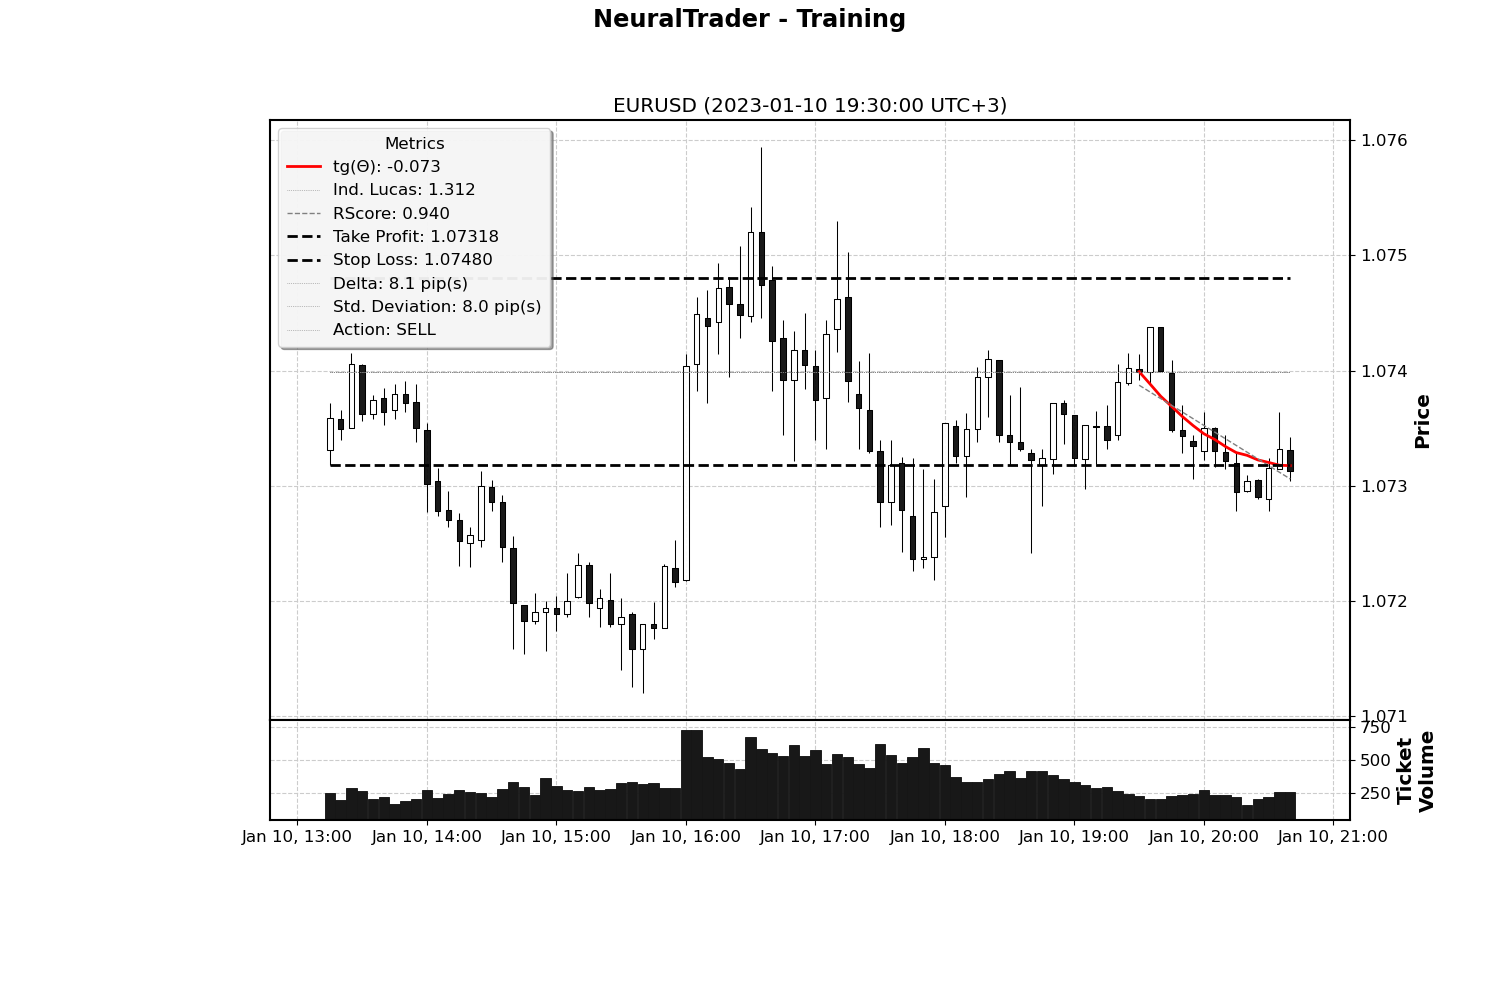 NeuralTrader - Training
EURUSD (2023-01-10 19:30:00 UTC+3)
Metrics
tg(Θ): -0.073
Ind. Lucas: 1.312
RScore: 0.940
Take Profit: 1.07318
Stop Loss: 1.07480
Delta: 8.1 pip(s)
Std. Deviation: 8.0 pip(s)
Action: SELL
1.076
1.075
1.074
1.073
1.072
1.071
Price
750
500
250
Ticket
Volume
Jan 10, 13:00
Jan 10, 14:00
Jan 10, 15:00
Jan 10, 16:00
Jan 10, 17:00
Jan 10, 18:00
Jan 10, 19:00
Jan 10, 20:00
Jan 10, 21:00